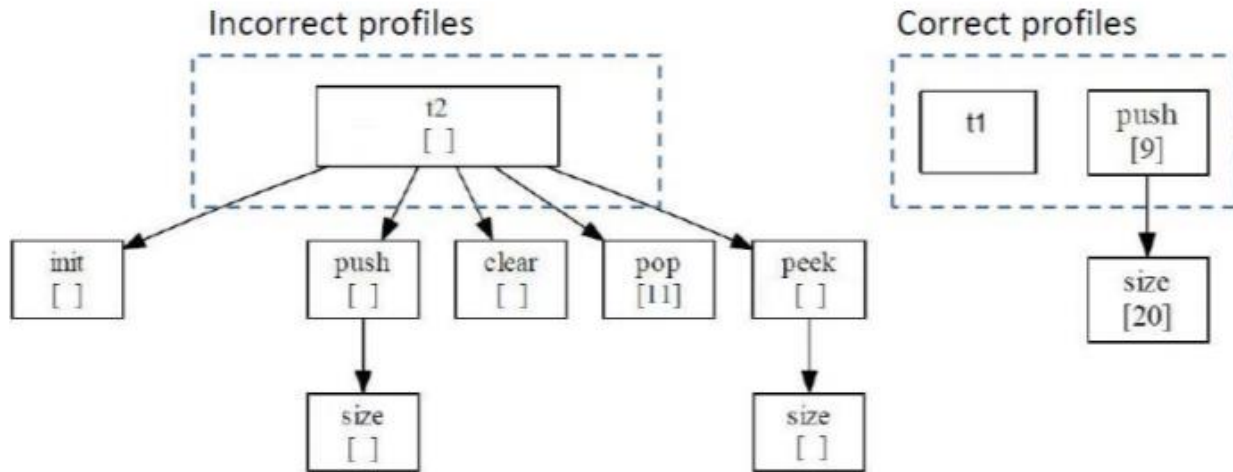 Incorrect profiles
Correct profiles
t2
[ ]
t1
push
[9]
init
[ ]
push
[ ]
clear
[ ]
pop
[11]
peek
[ ]
size
[20]
size
[ ]
size
[ ]